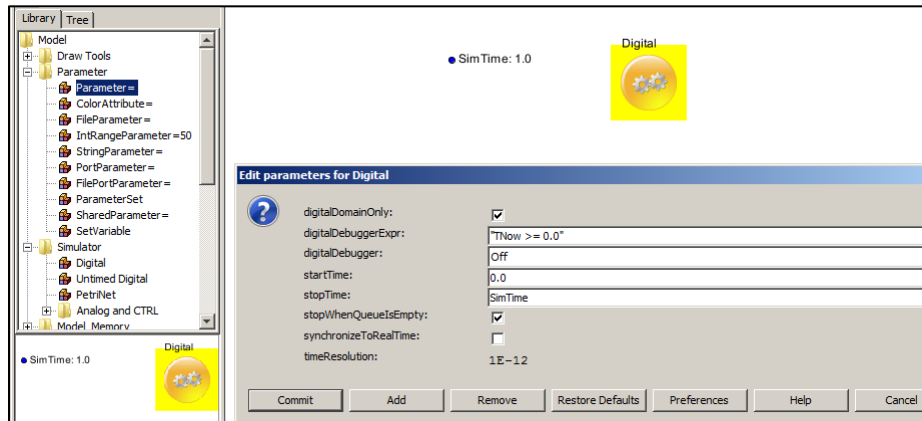 Library
Tree
Model
Draw Tools
Parameter
Parameter=
ColorAttribute=
FileParameter=
IntRangeParameter=50
StringParameter=
PortParameter=
FilePortParameter=
ParameterSet
SharedParameter=
SetVariable
Simulator
Digital
Untimed Digital
PetriNet
Analog and CTRL
Model Memory
SimTime: 1.0
Digital
SimTime: 1.0
Digital
Edit parameters for Digital
digitalDomainOnly:
digitalDebuggerExpr: "TNow >= 0.0"
digitalDebugger: Off
startTime: 0.0
stopTime: SimTime
stopWhenQueueIsEmpty:
synchronizeToRealTime:
timeResolution: 1E-12
Commit Add Remove Restore Defaults Preferences Help Cancel